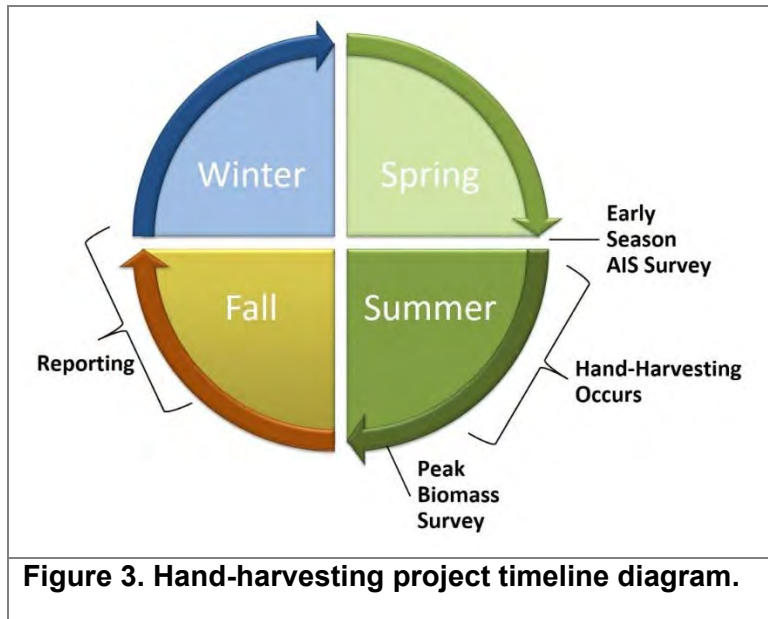 Winter
Spring
Early
Season
AIS Survey
Fall
Summer
Reporting
Hand-Harvesting
Occurs
Peak
Biomass
Survey
Figure 3. Hand-harvesting project timeline diagram.